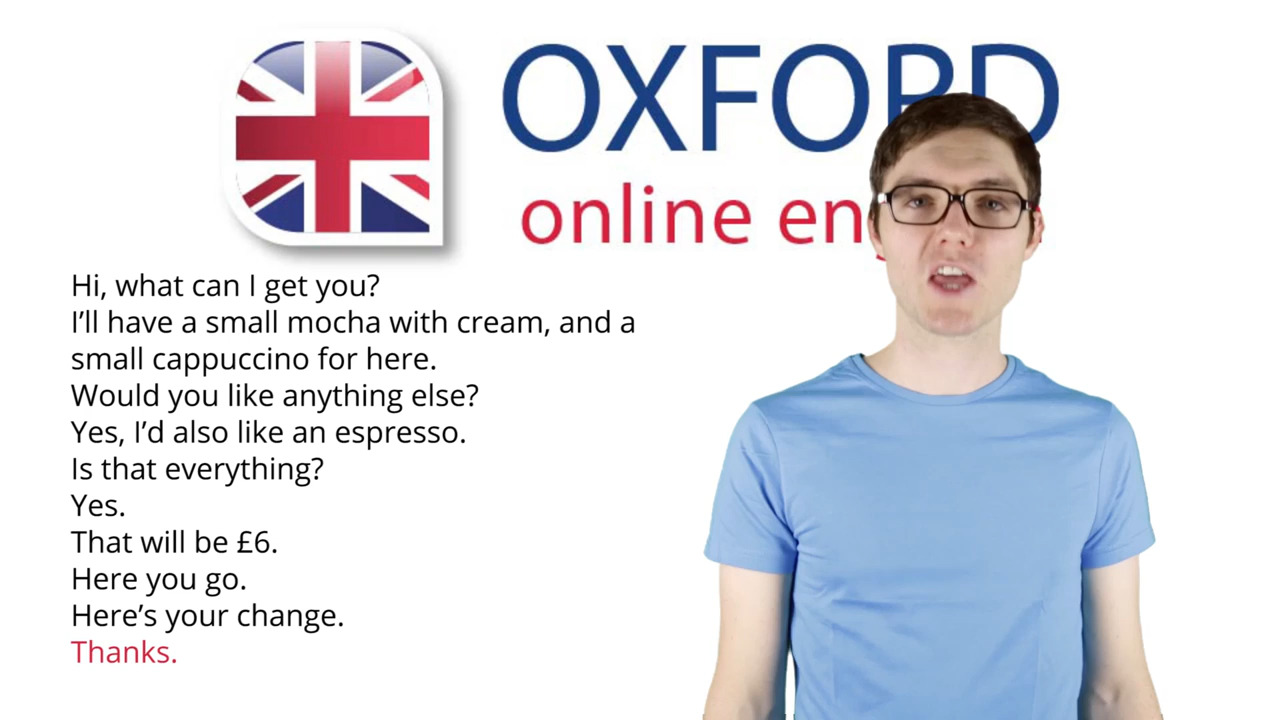 OXFORD
online en
Hi, what can I get you?
I’ll have a small mocha with cream, and a
small cappuccino for here.
Would you like anything else?
Yes, I’d also like an espresso.
Is that everything?
Yes.
That will be £6.
Here you go.
Here’s your change.
Thanks.